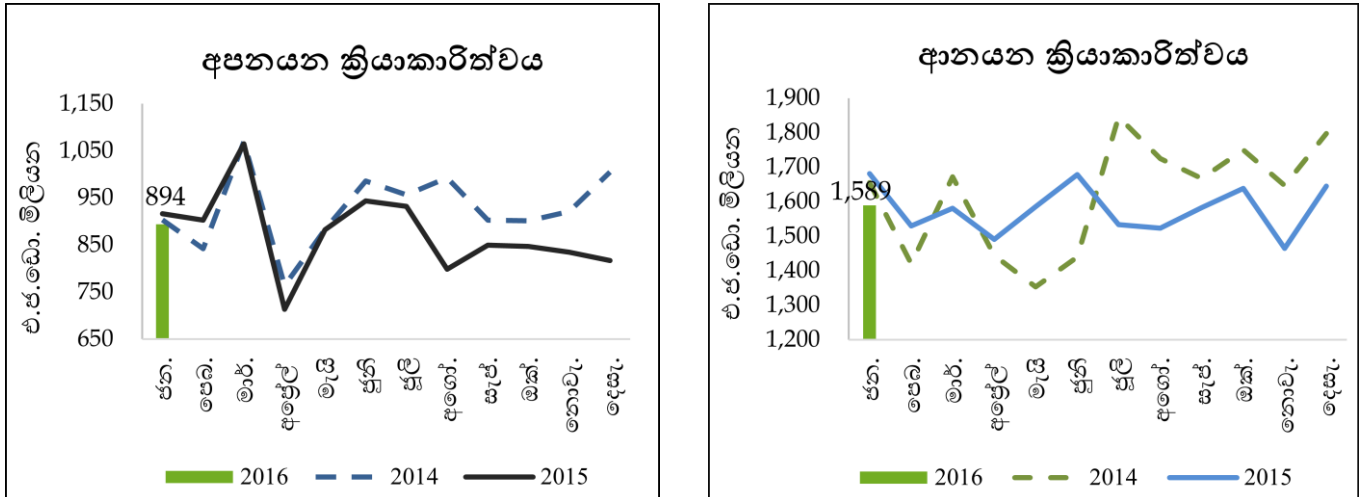 අපනයන ක්‍රියාකාරිත්වය
එ.ජ.ඩො. මිලියන
1,150
1,050
950
850
750
650
894
ජන.
පෙබ.
මාර්.
අප්‍රේල්
මැයි
ජුනි
ජූලි
අගෝ.
සැප්.
ඔක්.
නොවැ.
දෙසැ.
2016
2014
2015
ආනයන ක්‍රියාකාරිත්වය
එ.ජ.ඩො. මිලියන
1,900
1,800
1,700
1,600
1,500
1,400
1,300
1,200
1,589
ජන.
පෙබ.
මාර්.
අප්‍රේල්
මැයි
ජුනි
ජූලි
අගෝ.
සැප්.
ඔක්.
නොවැ.
දෙසැ.
2016
2014
2015